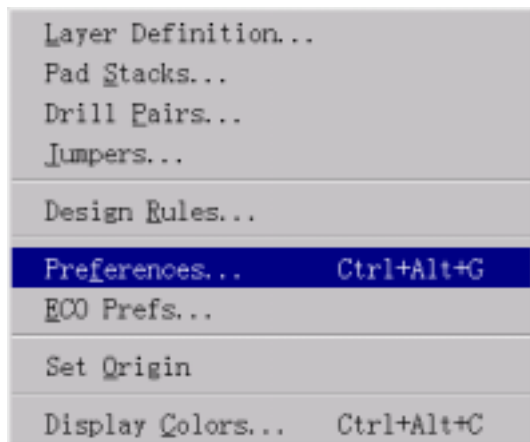 Layer Definition...
Pad Stacks...
Drill Pairs...
Jumpers...
Design Rules...
Preferences... Ctrl+Alt+G
ECO Prefs...
Set Origin
Display Colors... Ctrl+Alt+C